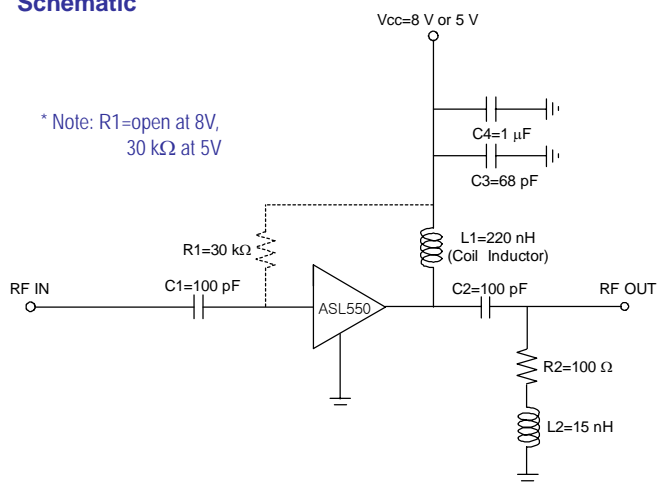 Schematic
Vcc=8 V or 5 V
* Note: R1=open at 8V,
30 kΩ at 5V
C4=1 μF
C3=68 pF
R1=30 kΩ
L1=220 nH
(Coil Inductor)
RF IN
C1=100 pF
ASL550
C2=100 pF
RF OUT
R2=100 Ω
L2=15 nH